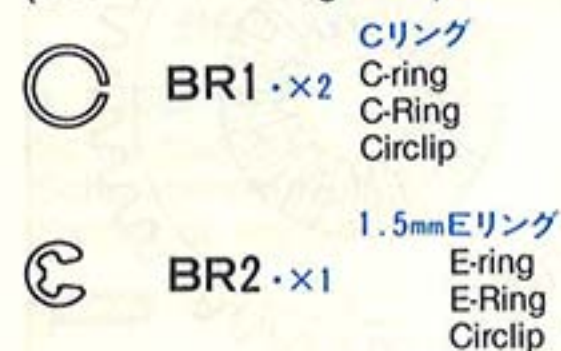 Cリング
BR1・×2 C-ring
C-Ring
Circlip
1.5mmEリング
BR2・×1 E-ring
E-Ring
Circlip